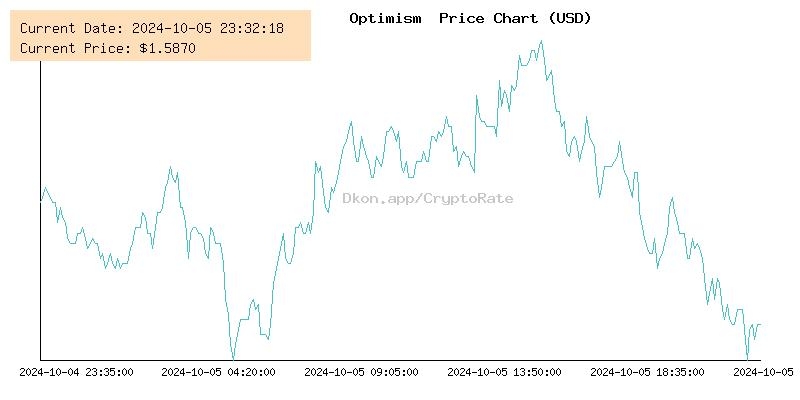 Optimism  Price Chart (USD)
Current Date: 2024-10-05 23:32:18
Current Price: $1.5870
Dkon.app/CryptoRate
2024-10-04 23:35:00 2024-10-05 04:20:00 2024-10-05 09:05:00 2024-10-05 13:50:00 2024-10-05 18:35:00 2024-10-05